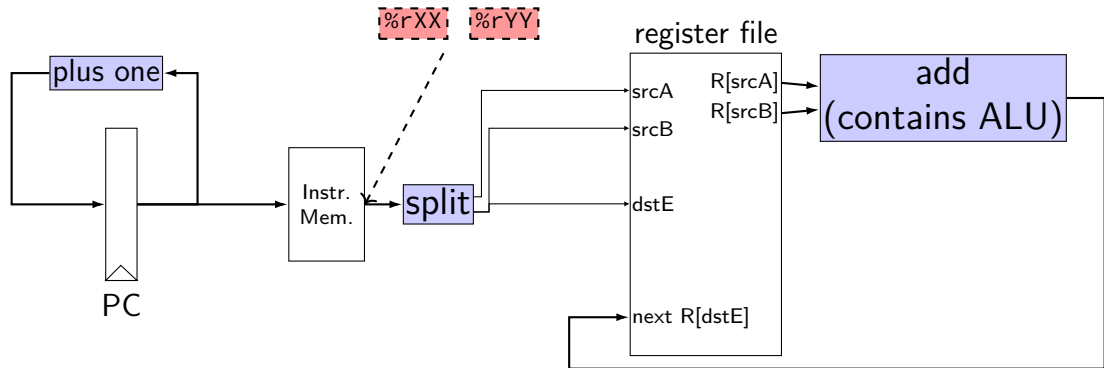 %rXX %rYY
register file
plus one
srcA
srcB
dstE
next R[dstE]
R[srcA]
R[srcB]
add
(contains ALU)
Instr.
Mem.
split
PC